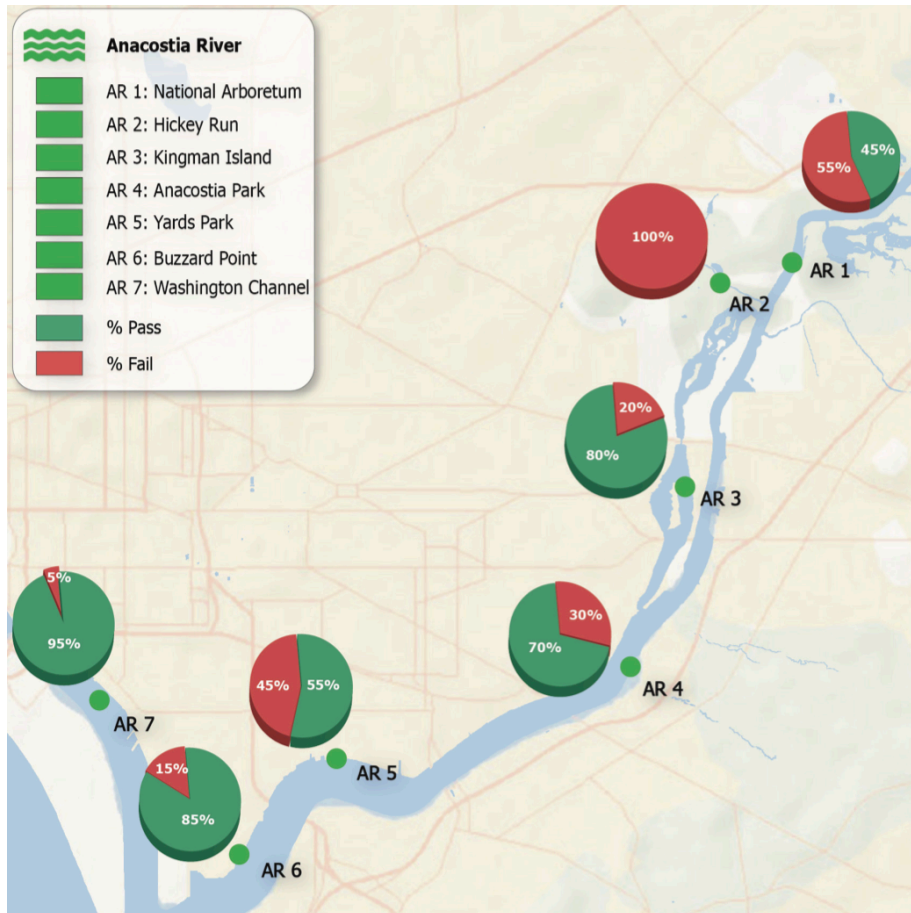 Anacostia River
AR 1: National Arboretum
AR 2: Hickey Run
AR 3: Kingman Island
AR 4: Anacostia Park
AR 5: Yards Park
AR 6: Buzzard Point
AR 7: Washington Channel
% Pass
% Fail
45%
55%
100%
AR 1
AR 2
20%
80%
AR 3
30%
70%
AR 4
5%
95%
45%
55%
AR 7
AR 5
15%
85%
AR 6